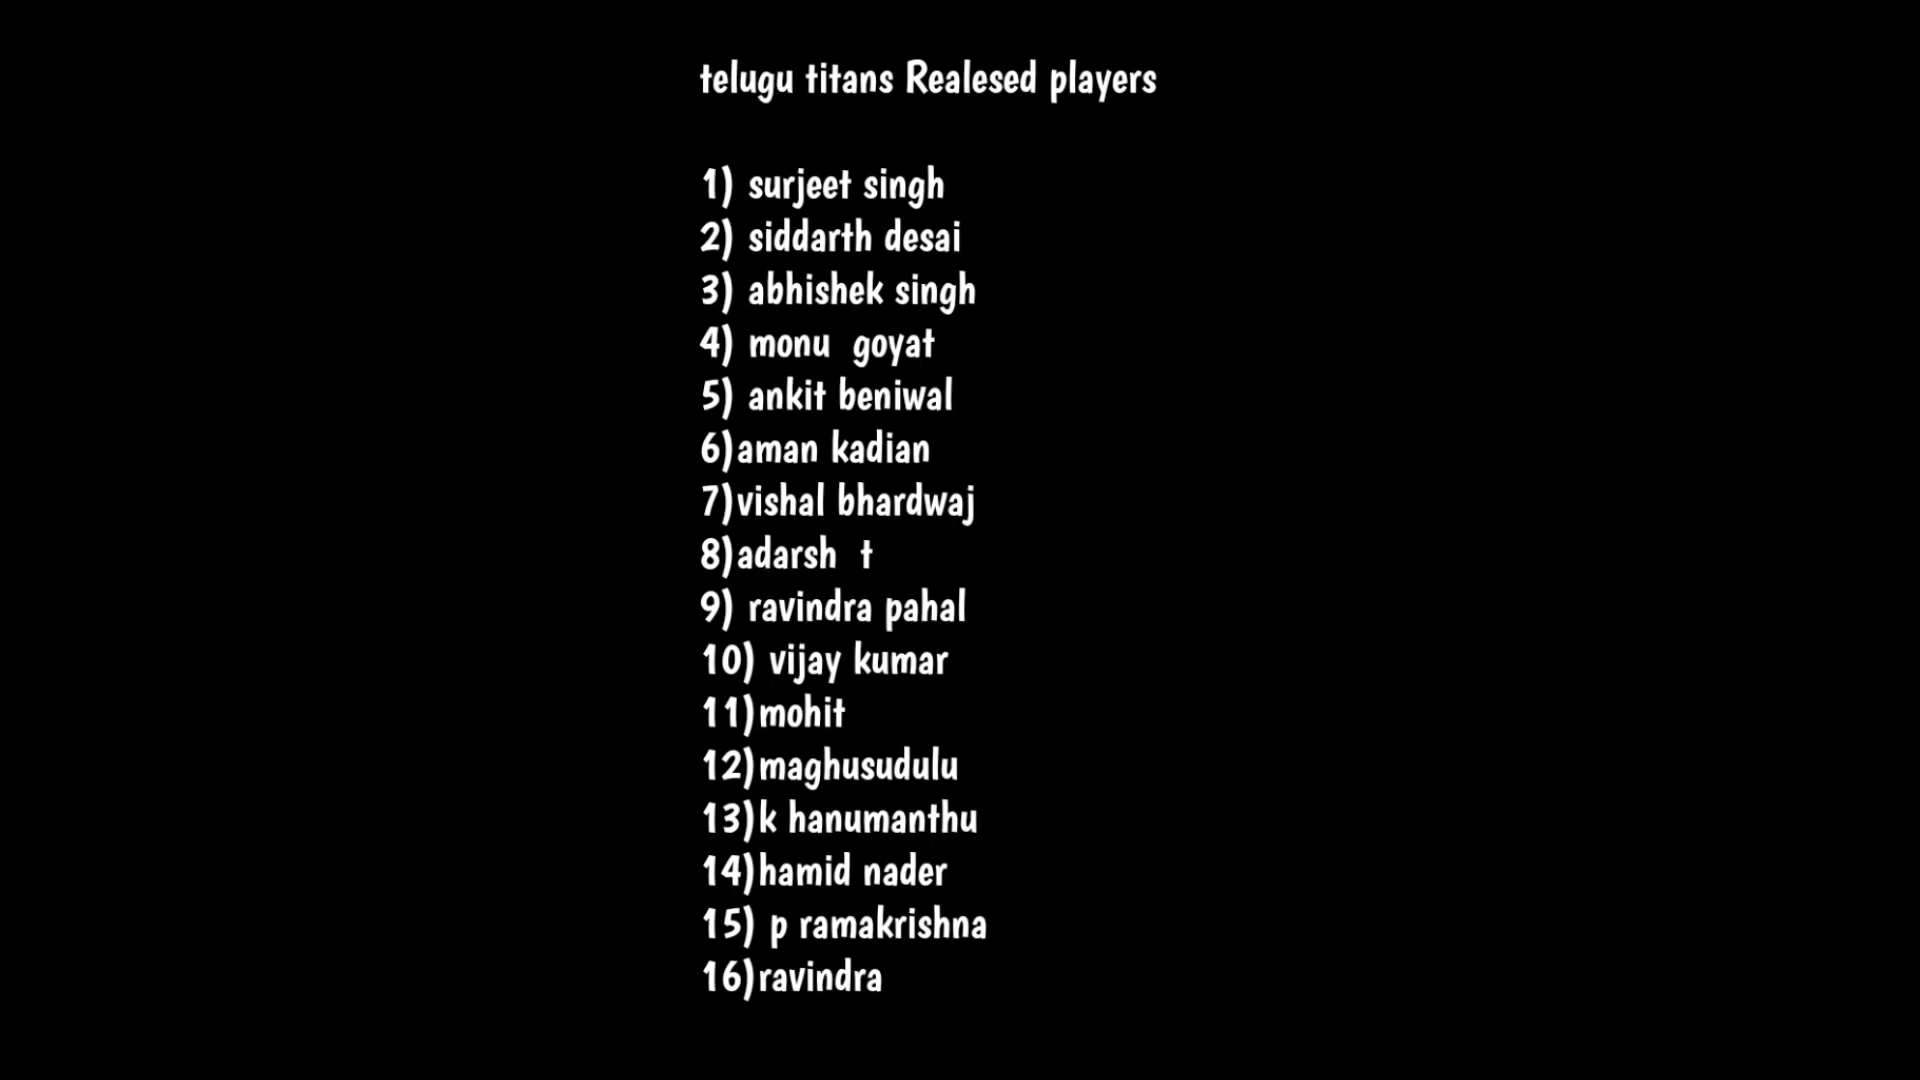 telugu titans Realesed players
1) surjeet singh
2) siddarth desai
3) abhishek singh
4) monu  goyat
5) ankit beniwal
6)aman kadian
7)vishal bhardwaj
8)adarsh  t
9) ravindra pahal
10) vijay kumar
11)mohit
12)maghusudulu
13)k hanumanthu
14)hamid nader
15) p ramakrishna
16)ravindra